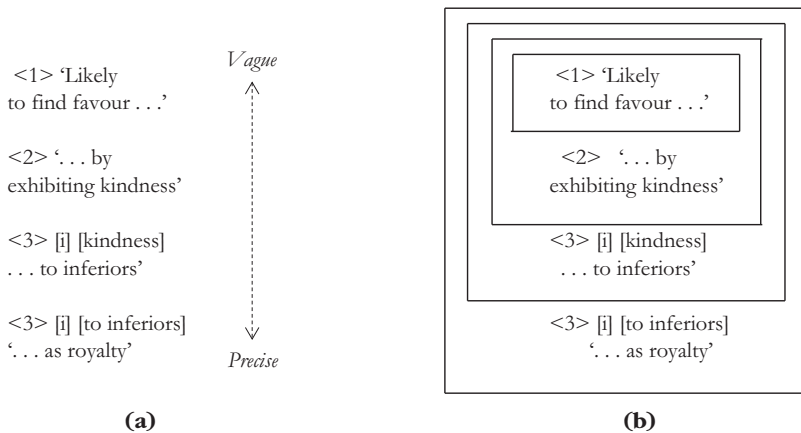 Vague
<1> ‘Likely
to find favour . . .’
<2> ‘. . . by
exhibiting kindness’
<3> [i] [kindness]
. . . to inferiors’
<3> [i] [to inferiors]
‘. . . as royalty’
Precise
(a)
<1> ‘Likely
to find favour . . .’
<2> ‘. . . by
exhibiting kindness’
<3> [i] [kindness]
. . . to inferiors’
<3> [i] [to inferiors]
‘. . . as royalty’
(b)